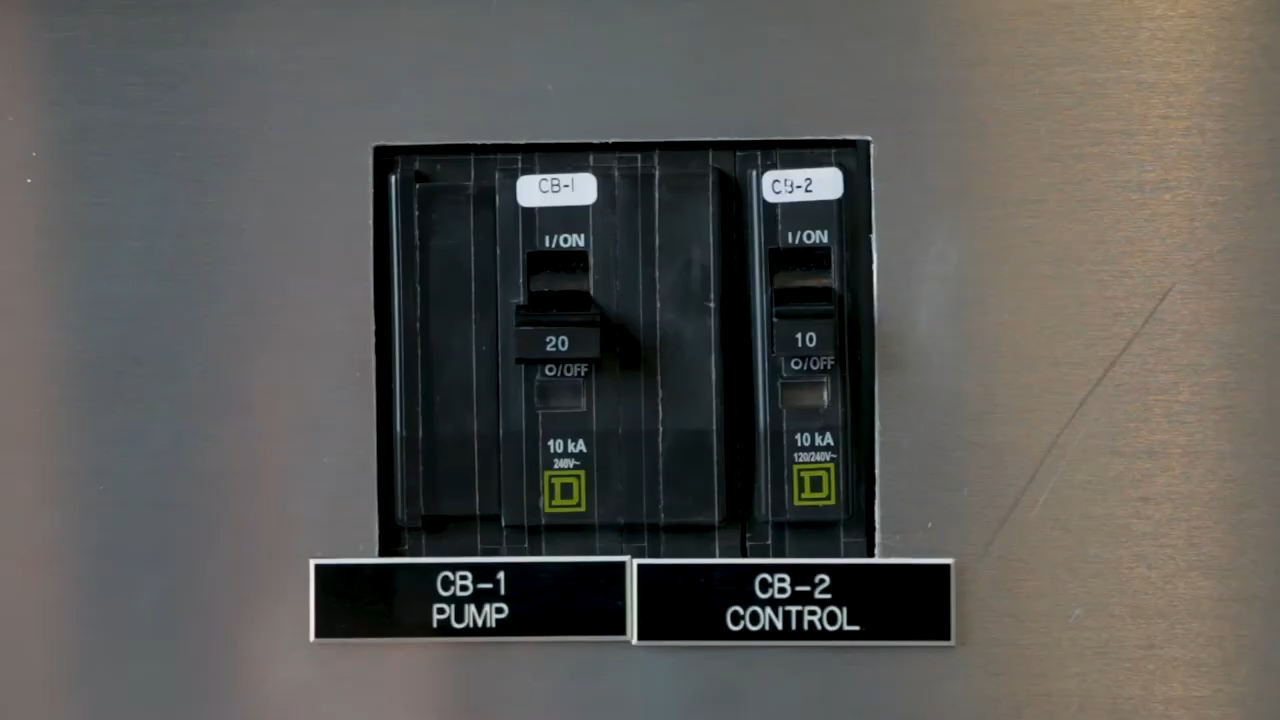 CB-1
I/ON
20
O/OFF
10 kA
240V~
D
CB-2
I/ON
10
O/OFF
10 kA
120/240V~
D
CB-1
PUMP
CB-2
CONTROL